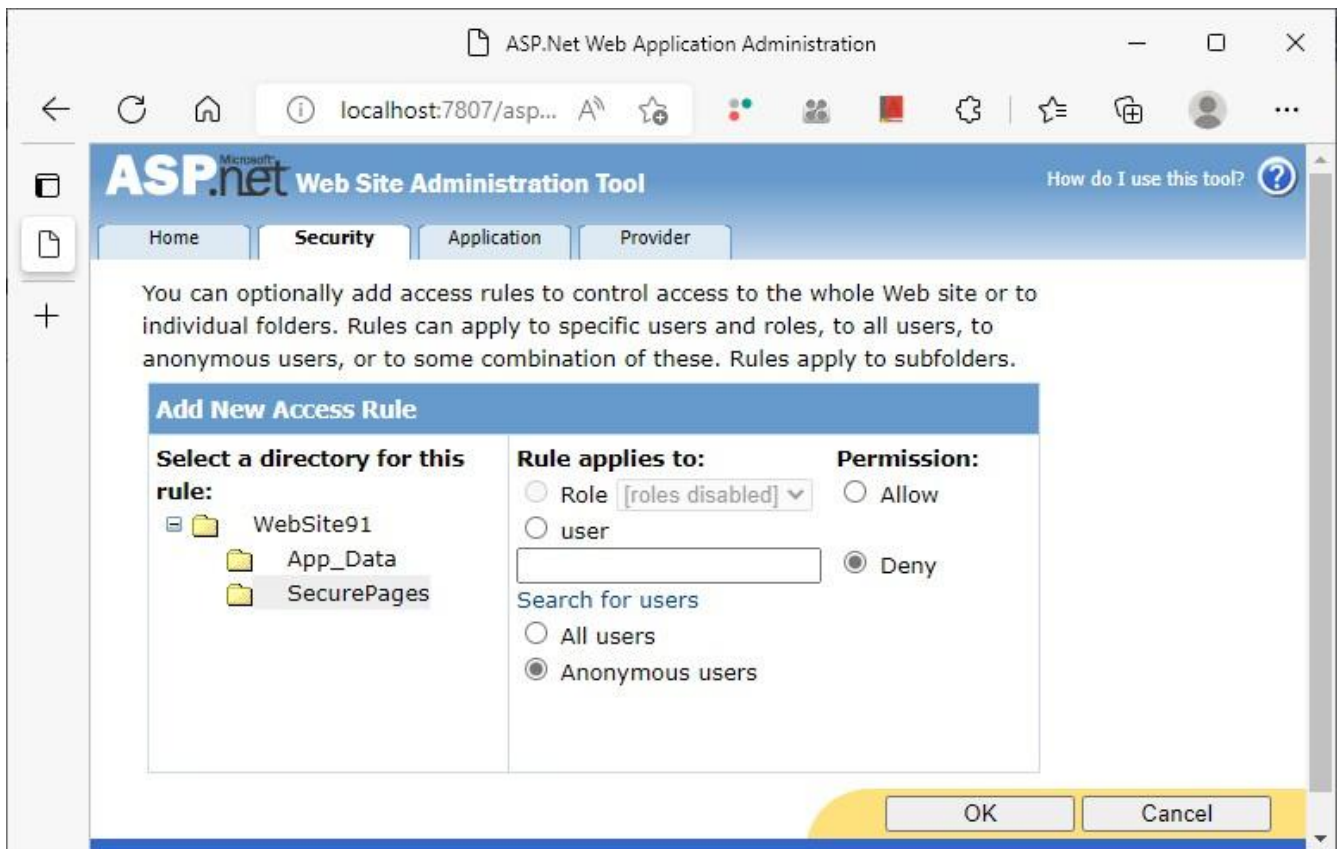 ASP.Net Web Application Administration
localhost:7807/asp...
Microsoft
ASP.net Web Site Administration Tool
How do I use this tool? ?
Home
Security
Application
Provider
You can optionally add access rules to control access to the whole Web site or to
individual folders. Rules can apply to specific users and roles, to all users, to
anonymous users, or to some combination of these. Rules apply to subfolders.
Add New Access Rule
Select a directory for this
rule:
WebSite91
App_Data
SecurePages
Rule applies to:
Role [roles disabled]
user
Search for users
All users
Anonymous users
Permission:
Allow
Deny
OK
Cancel